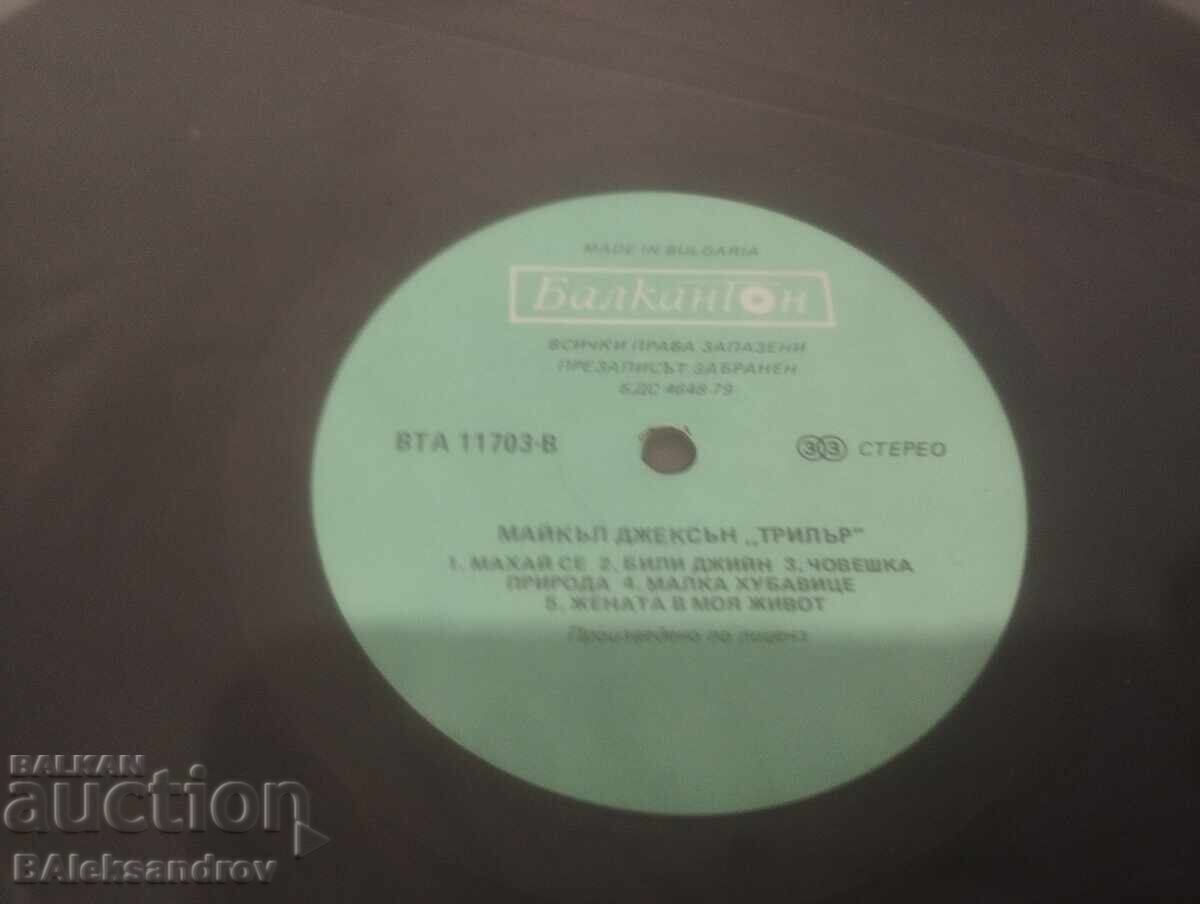 MADE IN BULGARIA
Балкантон
ВСИЧКИ ПРАВА ЗАПАЗЕНИ
ПРЕЗАПИСЪТ ЗАБРАНЕН
БДС 4648-79
ВТА 11703-В
33 СТЕРЕО
МАЙКЪЛ ДЖЕКСЪН „ТРИЛЪР"
1. МАХАЙ СЕ 2. БИЛИ ДЖИЙН 3. ЧОВЕШКА
ПРИРОДА 4. МАЛКА ХУБАВИЦЕ
5. ЖЕНАТА В МОЯ ЖИВОТ
Произведено по лиценз
BALKAN
auction
BAleksandrov